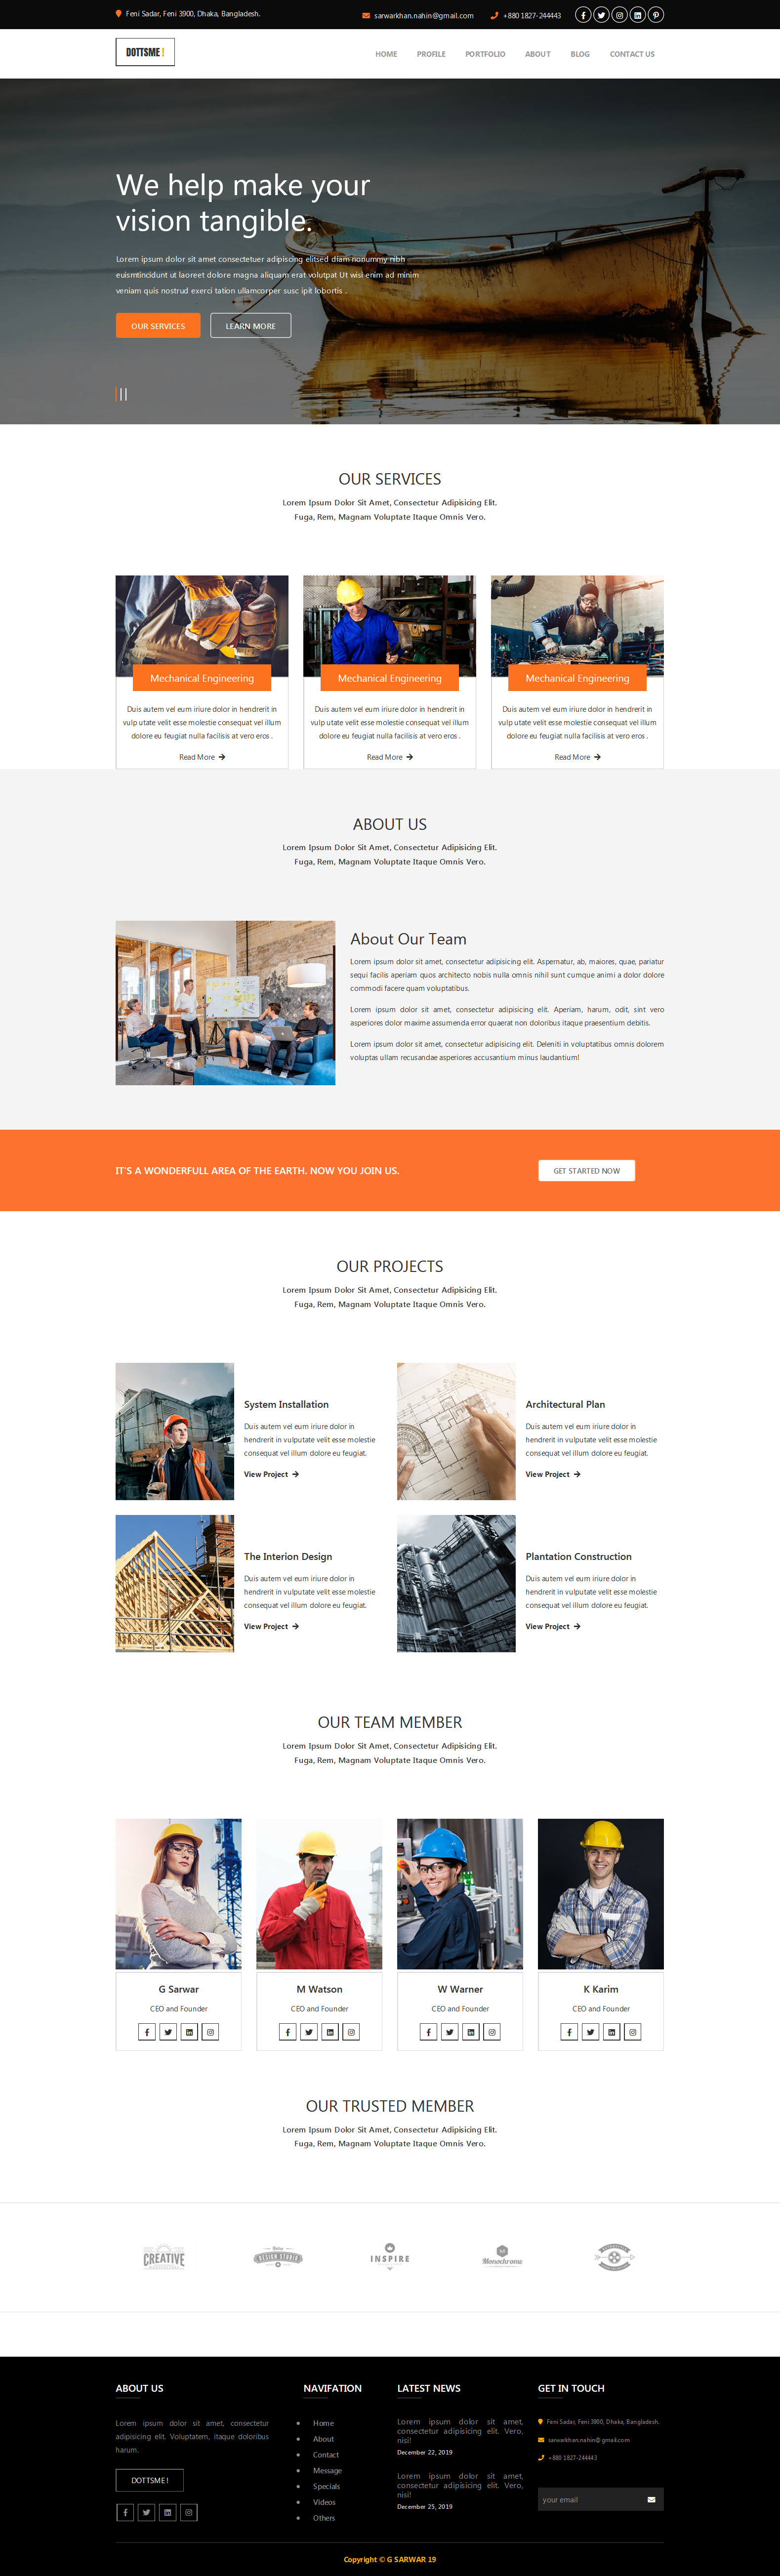 Feni Sadar, Feni 3900, Dhaka, Bangladesh.
sarwarkhan.nahin@gmail.com
+880 1827-244443
DOTTSME !
HOME
PROFILE
PORTFOLIO
ABOUT
BLOG
CONTACT US
We help make your
vision tangible.
Lorem ipsum dolor sit amet consectetuer adipiscing elitsed diam nonummy nibh
euismtincidunt ut laoreet dolore magna aliquam erat volutpat Ut wisi enim ad minim
veniam quis nostrud exerci tation ullamcorper susc ipit lobortis .
OUR SERVICES
LEARN MORE
OUR SERVICES
Lorem Ipsum Dolor Sit Amet, Consectetur Adipisicing Elit.
Fuga, Rem, Magnam Voluptate Itaque Omnis Vero.
Mechanical Engineering
Duis autem vel eum iriure dolor in hendrerit in
vulp utate velit esse molestie consequat vel illum
dolore eu feugiat nulla facilisis at vero eros .
Read More
Mechanical Engineering
Duis autem vel eum iriure dolor in hendrerit in
vulp utate velit esse molestie consequat vel illum
dolore eu feugiat nulla facilisis at vero eros .
Read More
Mechanical Engineering
Duis autem vel eum iriure dolor in hendrerit in
vulp utate velit esse molestie consequat vel illum
dolore eu feugiat nulla facilisis at vero eros .
Read More
ABOUT US
Lorem Ipsum Dolor Sit Amet, Consectetur Adipisicing Elit.
Fuga, Rem, Magnam Voluptate Itaque Omnis Vero.
About Our Team
Lorem ipsum dolor sit amet, consectetur adipisicing elit. Aspernatur, ab, maiores, quae, pariatur
sequi facilis aperiam quos architecto nobis nulla omnis nihil sunt cumque animi a dolor dolore
commodi facere quam voluptatibus.
Lorem ipsum dolor sit amet, consectetur adipisicing elit. Aperiam, harum, odit, sint vero
asperiores dolor maxime assumenda error quaerat non doloribus itaque praesentium debitis.
Lorem ipsum dolor sit amet, consectetur adipisicing elit. Deleniti in voluptatibus omnis dolorem
voluptas ullam recusandae asperiores accusantium minus laudantium!
IT'S A WONDERFULL AREA OF THE EARTH. NOW YOU JOIN US.
GET STARTED NOW
OUR PROJECTS
Lorem Ipsum Dolor Sit Amet, Consectetur Adipisicing Elit.
Fuga, Rem, Magnam Voluptate Itaque Omnis Vero.
System Installation
Duis autem vel eum iriure dolor in
hendrerit in vulputate velit esse molestie
consequat vel illum dolore eu feugiat.
View Project
Architectural Plan
Duis autem vel eum iriure dolor in
hendrerit in vulputate velit esse molestie
consequat vel illum dolore eu feugiat.
View Project
The Interion Design
Duis autem vel eum iriure dolor in
hendrerit in vulputate velit esse molestie
consequat vel illum dolore eu feugiat.
View Project
Plantation Construction
Duis autem vel eum iriure dolor in
hendrerit in vulputate velit esse molestie
consequat vel illum dolore eu feugiat.
View Project
OUR TEAM MEMBER
Lorem Ipsum Dolor Sit Amet, Consectetur Adipisicing Elit.
Fuga, Rem, Magnam Voluptate Itaque Omnis Vero.
G Sarwar
CEO and Founder
M Watson
CEO and Founder
W Warner
CEO and Founder
K Karim
CEO and Founder
OUR TRUSTED MEMBER
Lorem Ipsum Dolor Sit Amet, Consectetur Adipisicing Elit.
Fuga, Rem, Magnam Voluptate Itaque Omnis Vero.
CREATIVE
DESIGN STUDIO
INSPIRE
Monochrome
ABOUT US
Lorem ipsum dolor sit amet, consectetur
adipisicing elit. Voluptatem, itaque doloribus
harum.
DOTTSME !
NAVIFATION
Home
About
Contact
Message
Specials
Videos
Others
LATEST NEWS
Lorem ipsum dolor sit amet,
consectetur adipisicing elit. Vero,
nisi!
December 22, 2019
Lorem ipsum dolor sit amet,
consectetur adipisicing elit. Vero,
nisi!
December 25, 2019
GET IN TOUCH
Feni Sadar, Feni 3900, Dhaka, Bangladesh.
sarwarkhan.nahin@gmail.com
+880 1827-244443
your email
Copyright © G SARWAR 19